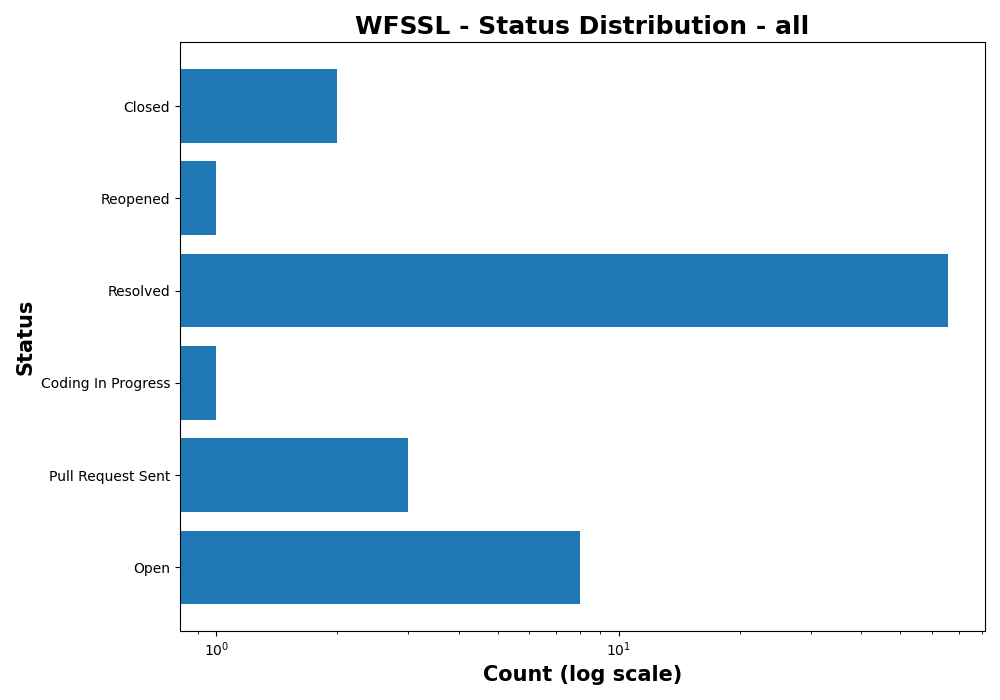 WFSSL - Status Distribution - all
Status
Closed
Reopened
Resolved
Coding In Progress
Pull Request Sent
Open
10⁰
10¹
Count (log scale)